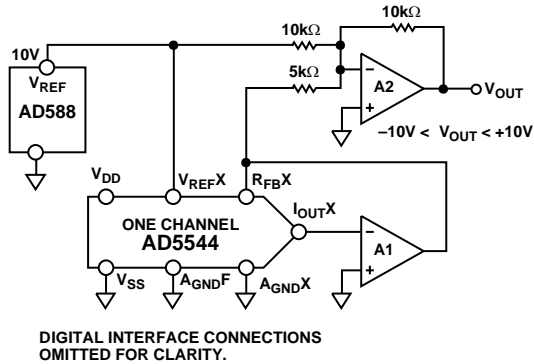 10kΩ
10kΩ
10V
5kΩ
VREF
AD588
A2
VOUT
–10V < VOUT < +10V
VDD
VREFX
RFBX
ONE CHANNEL
AD5544
IOUTX
A1
VSS
AGNDF
AGNDX
DIGITAL INTERFACE CONNECTIONS
OMITTED FOR CLARITY.